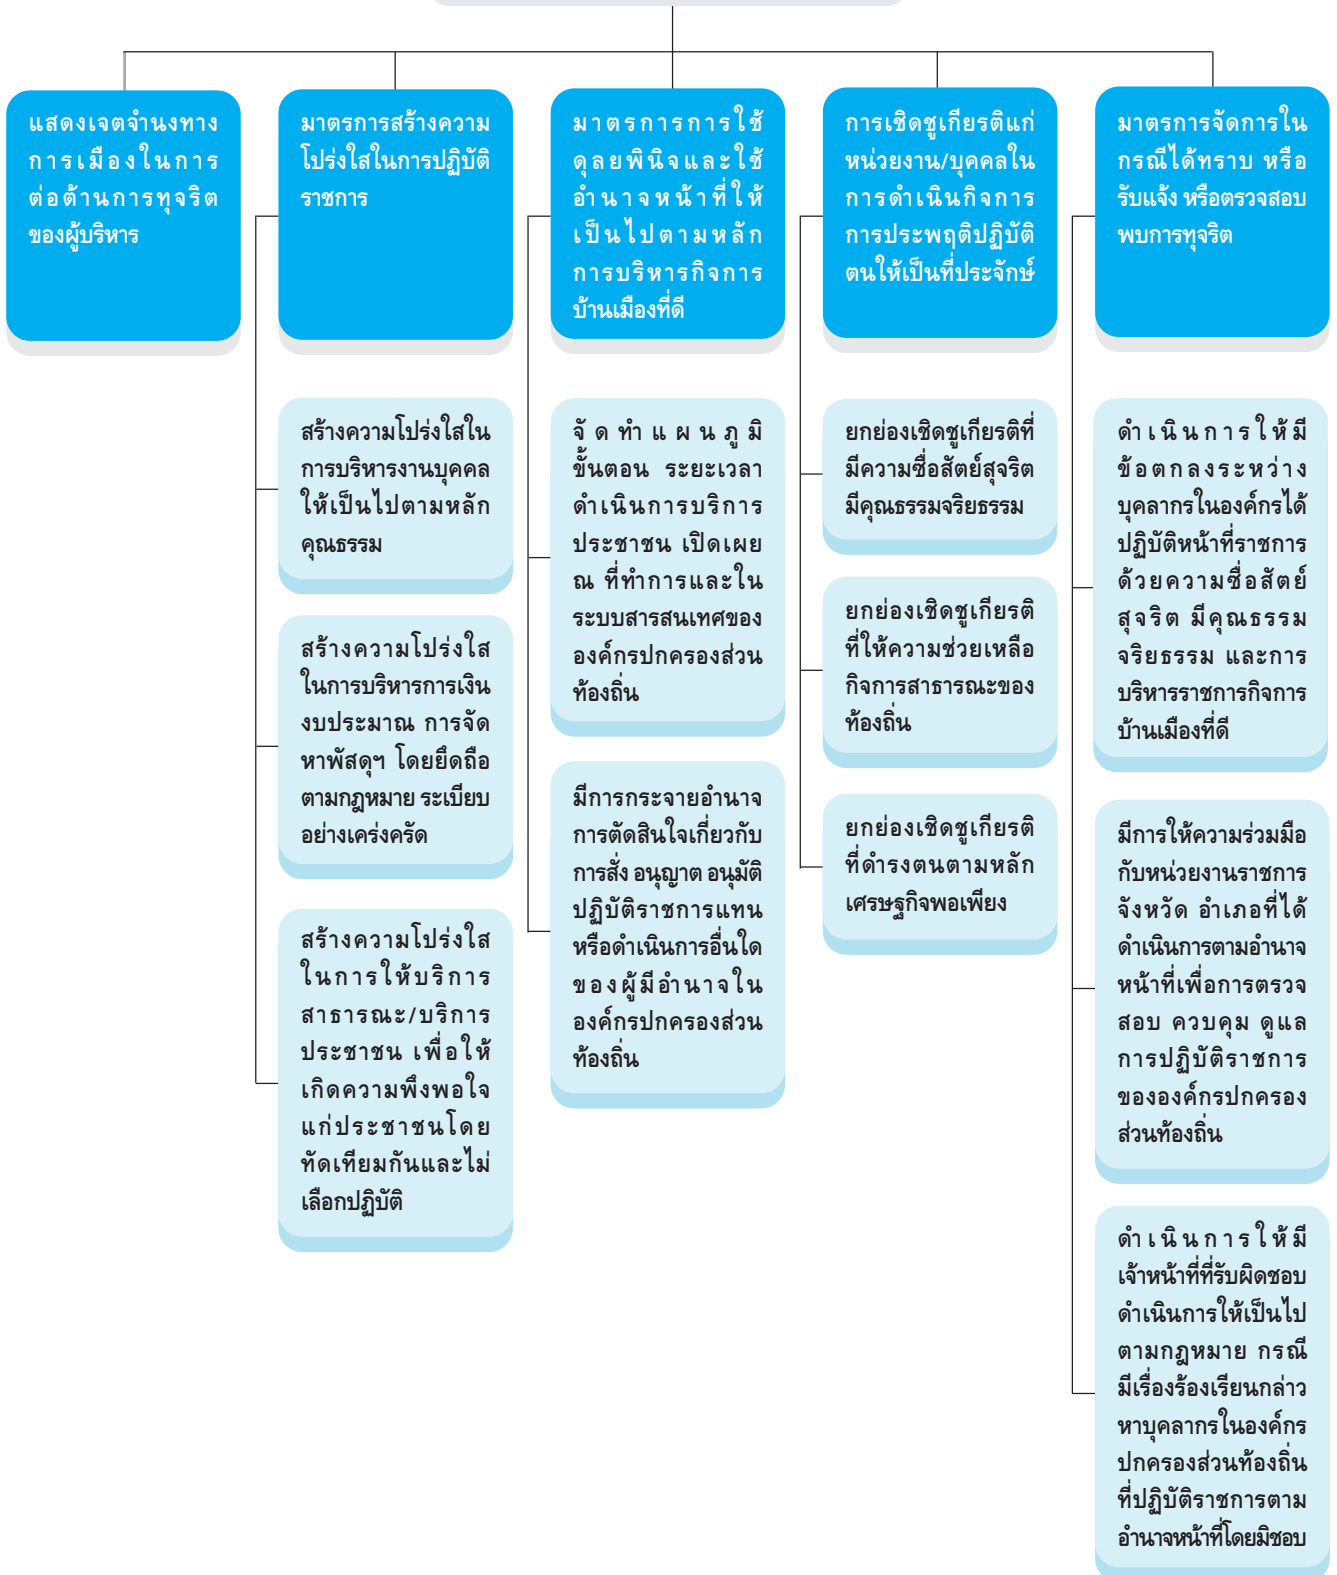 แสดงเจตจำนงทาง
การเมืองในการ
ต่อต้านการทุจริต
ของผู้บริหาร
มาตรการสร้างความ
โปร่งใสในการปฏิบัติ
ราชการ
มาตรการการใช้
ดุลยพินิจและใช้
อำนาจหน้าที่ให้
เป็นไปตามหลัก
การบริหารกิจการ
บ้านเมืองที่ดี
การเชิดชูเกียรติแก่
หน่วยงาน/บุคคลใน
การดำเนินกิจการ
การประพฤติปฏิบัติ
ตนให้เป็นที่ประจักษ์
มาตรการจัดการใน
กรณีได้ทราบ หรือ
รับแจ้ง หรือตรวจสอบ
พบการทุจริต
สร้างความโปร่งใสใน
การบริหารงานบุคคล
ให้เป็นไปตามหลัก
คุณธรรม
สร้างความโปร่งใส
ในการบริหารการเงิน
งบประมาณ การจัด
หาพัสดุฯ โดยยึดถือ
ตามกฎหมาย ระเบียบ
อย่างเคร่งครัด
สร้างความโปร่งใส
ในการให้บริการ
สาธารณะ/บริการ
ประชาชน เพื่อให้
เกิดความพึงพอใจ
แก่ประชาชนโดย
ทัดเทียมกันและไม่
เลือกปฏิบัติ
จัดทำแผนภูมิ
ขั้นตอน ระยะเวลา
ดำเนินการบริการ
ประชาชน เปิดเผย
ณ ที่ทำการและใน
ระบบสารสนเทศของ
องค์กรปกครองส่วน
ท้องถิ่น
มีการกระจายอำนาจ
การตัดสินใจเกี่ยวกับ
การสั่ง อนุญาต อนุมัติ
ปฏิบัติราชการแทน
หรือดำเนินการอื่นใด
ของผู้มีอำนาจใน
องค์กรปกครองส่วน
ท้องถิ่น
ยกย่องเชิดชูเกียรติที่
มีความซื่อสัตย์สุจริต
มีคุณธรรมจริยธรรม
ยกย่องเชิดชูเกียรติ
ที่ให้ความช่วยเหลือ
กิจการสาธารณะของ
ท้องถิ่น
ยกย่องเชิดชูเกียรติ
ที่ดำรงตนตามหลัก
เศรษฐกิจพอเพียง
ดำเนินการให้มี
ข้อตกลงระหว่าง
บุคลากรในองค์กรได้
ปฏิบัติหน้าที่ราชการ
ด้วยความซื่อสัตย์
สุจริต มีคุณธรรม
จริยธรรม และการ
บริหารราชการกิจการ
บ้านเมืองที่ดี
มีการให้ความร่วมมือ
กับหน่วยงานราชการ
จังหวัด อำเภอที่ได้
ดำเนินการตามอำนาจ
หน้าที่เพื่อการตรวจ
สอบ ควบคุม ดูแล
การปฏิบัติราชการ
ขององค์กรปกครอง
ส่วนท้องถิ่น
ดำเนินการให้มี
เจ้าหน้าที่ที่รับผิดชอบ
ดำเนินการให้เป็นไป
ตามกฎหมาย กรณี
มีเรื่องร้องเรียนกล่าว
หาบุคลากรในองค์กร
ปกครองส่วนท้องถิ่น
ที่ปฏิบัติราชการตาม
อำนาจหน้าที่โดยมิชอบ